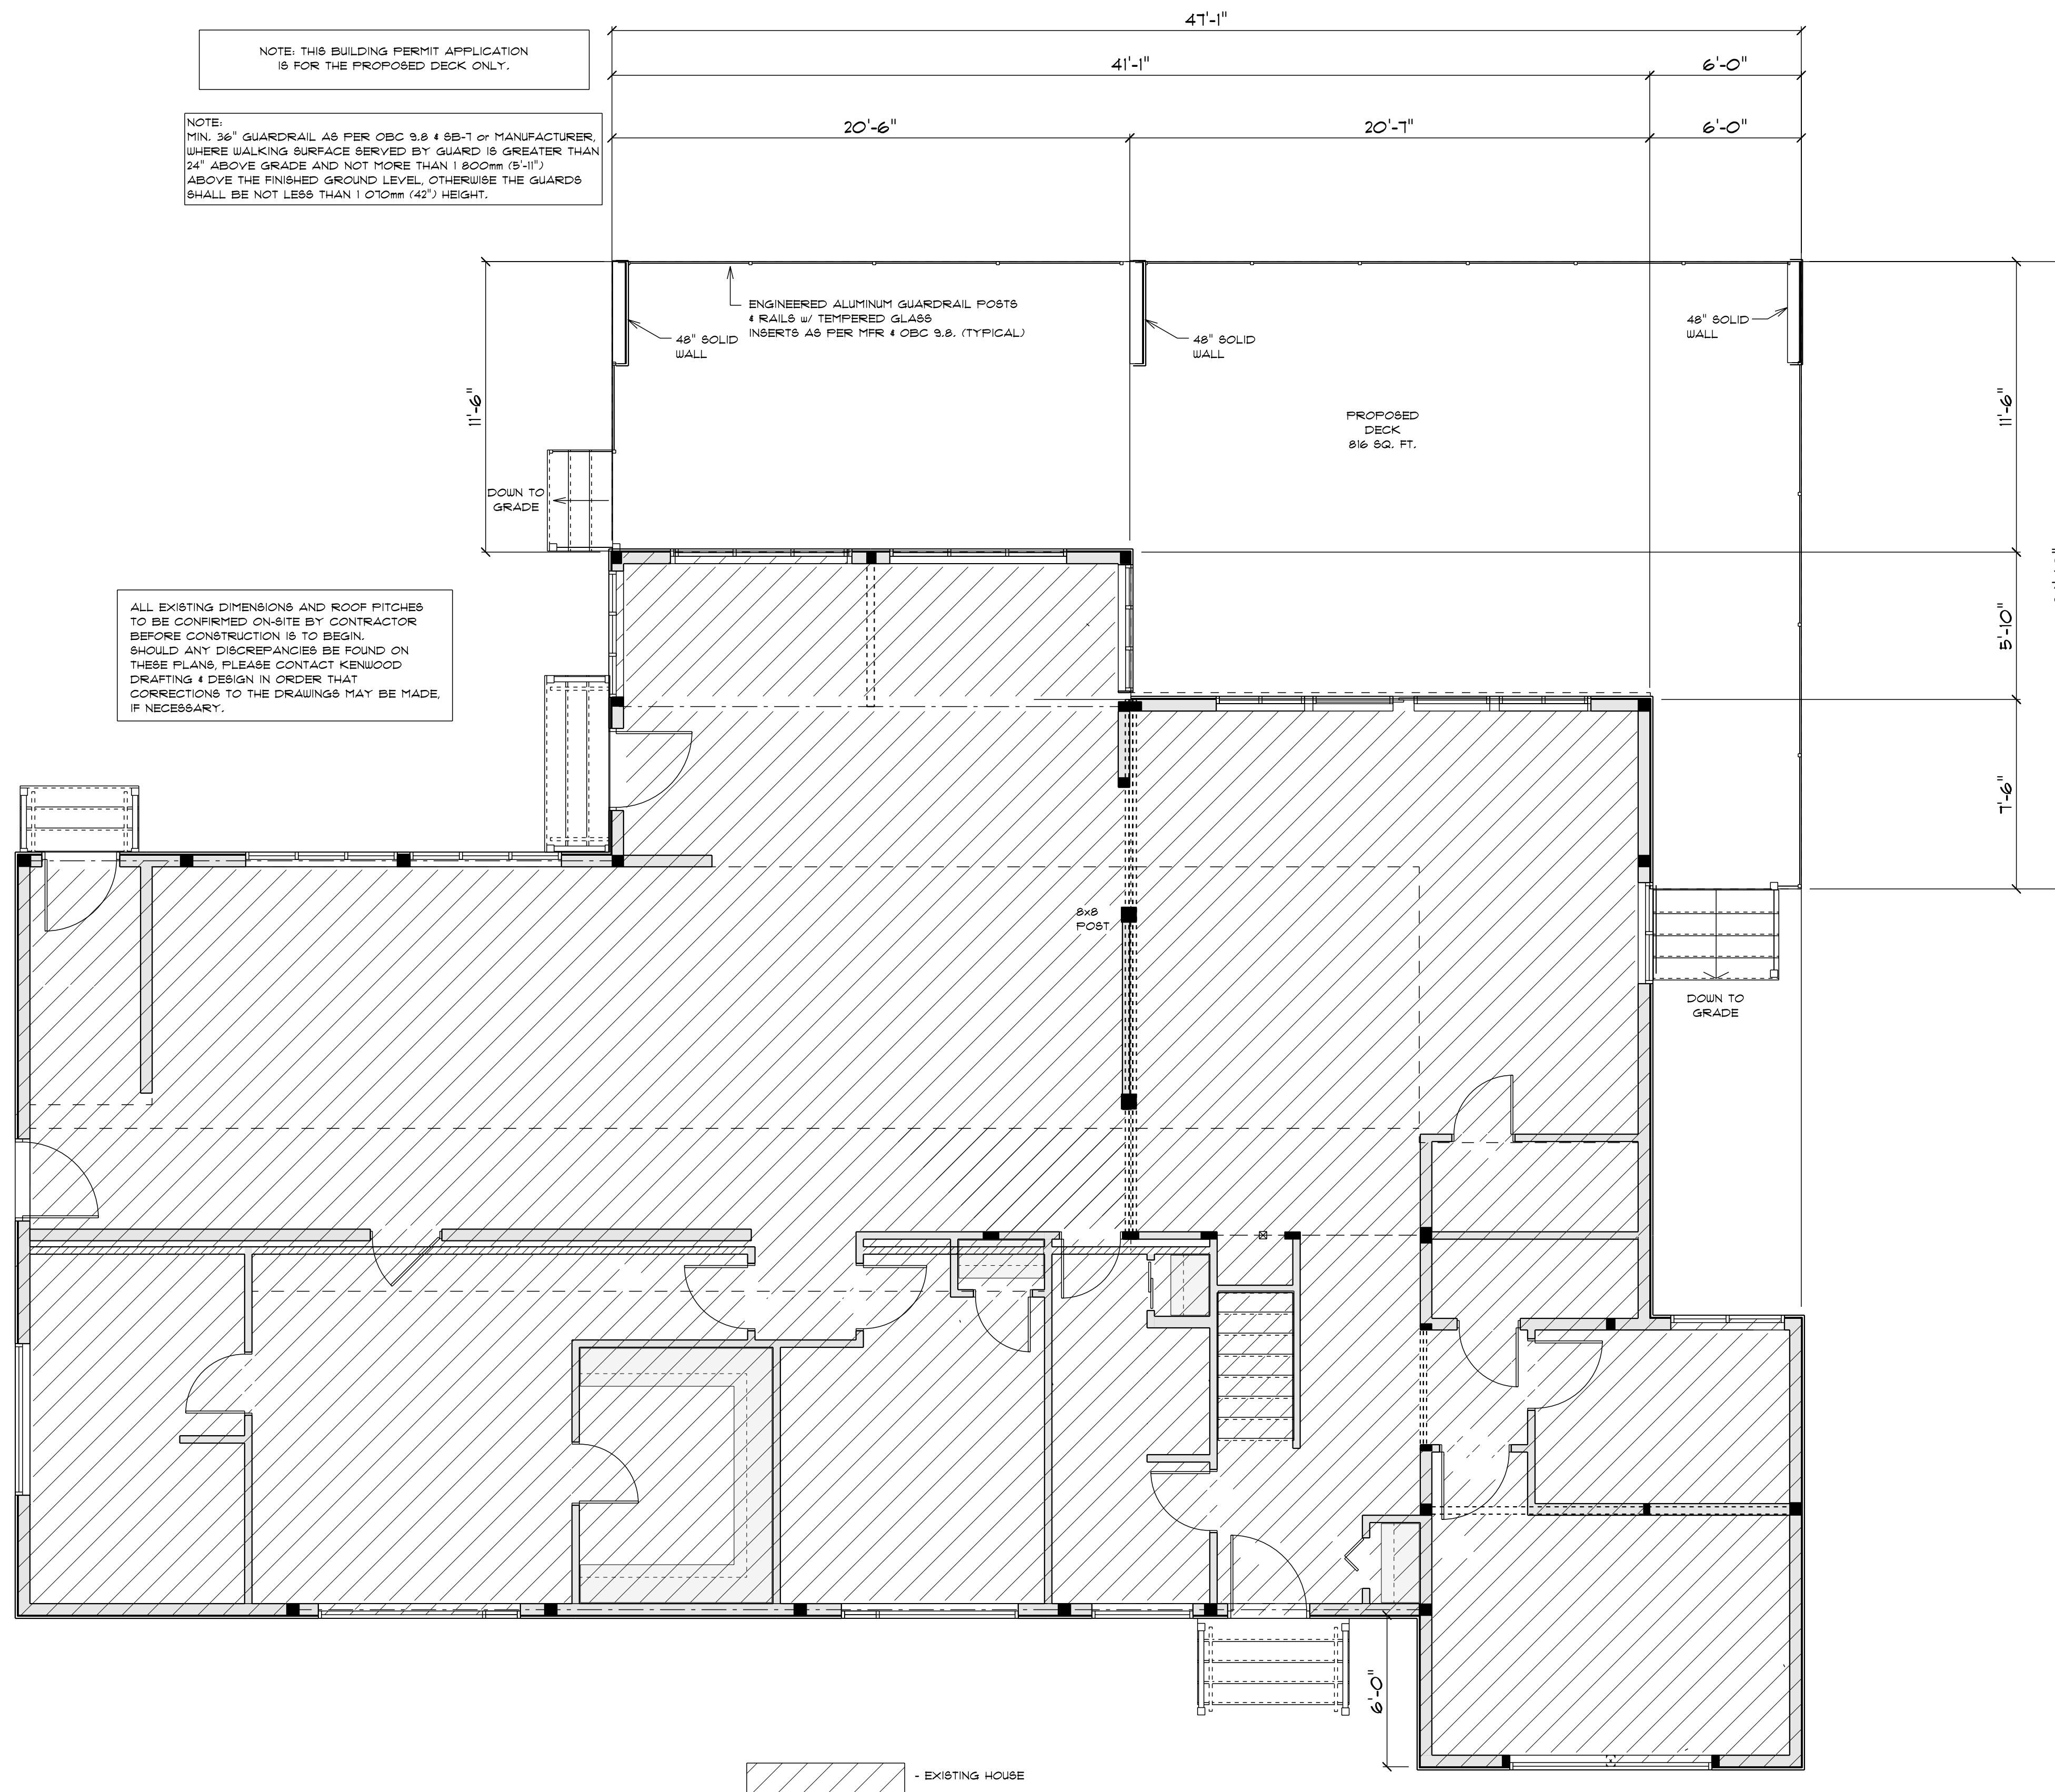 47'-1"
NOTE: THIS BUILDING PERMIT APPLICATION
IS FOR THE PROPOSED DECK ONLY.
41'-1"
6'-0"
NOTE:
MIN. 36" GUARDRAIL AS PER OBC 9.8 & SB-7 or MANUFACTURER,
WHERE WALKING SURFACE SERVED BY GUARD IS GREATER THAN
24" ABOVE GRADE AND NOT MORE THAN 1 800mm (5'-11")
ABOVE THE FINISHED GROUND LEVEL, OTHERWISE THE GUARDS
SHALL BE NOT LESS THAN 1 070mm (42") HEIGHT.
20'-6"
20'-7"
6'-0"
ENGINEERED ALUMINUM GUARDRAIL POSTS
& RAILS w/ TEMPERED GLASS
INSERTS AS PER MFR & OBC 9.8. (TYPICAL)
48" SOLID
WALL
48" SOLID
WALL
48" SOLID
WALL
11'-6"
PROPOSED
DECK
816 SQ. FT.
11'-6"
DOWN TO
GRADE
ALL EXISTING DIMENSIONS AND ROOF PITCHES
TO BE CONFIRMED ON-SITE BY CONTRACTOR
BEFORE CONSTRUCTION IS TO BEGIN.
SHOULD ANY DISCREPANCIES BE FOUND ON
THESE PLANS, PLEASE CONTACT KENWOOD
DRAFTING & DESIGN IN ORDER THAT
CORRECTIONS TO THE DRAWINGS MAY BE MADE,
IF NECESSARY.
5'-10"
7'-6"
8x8
POST
DOWN TO
GRADE
6'-0"
- EXISTING HOUSE